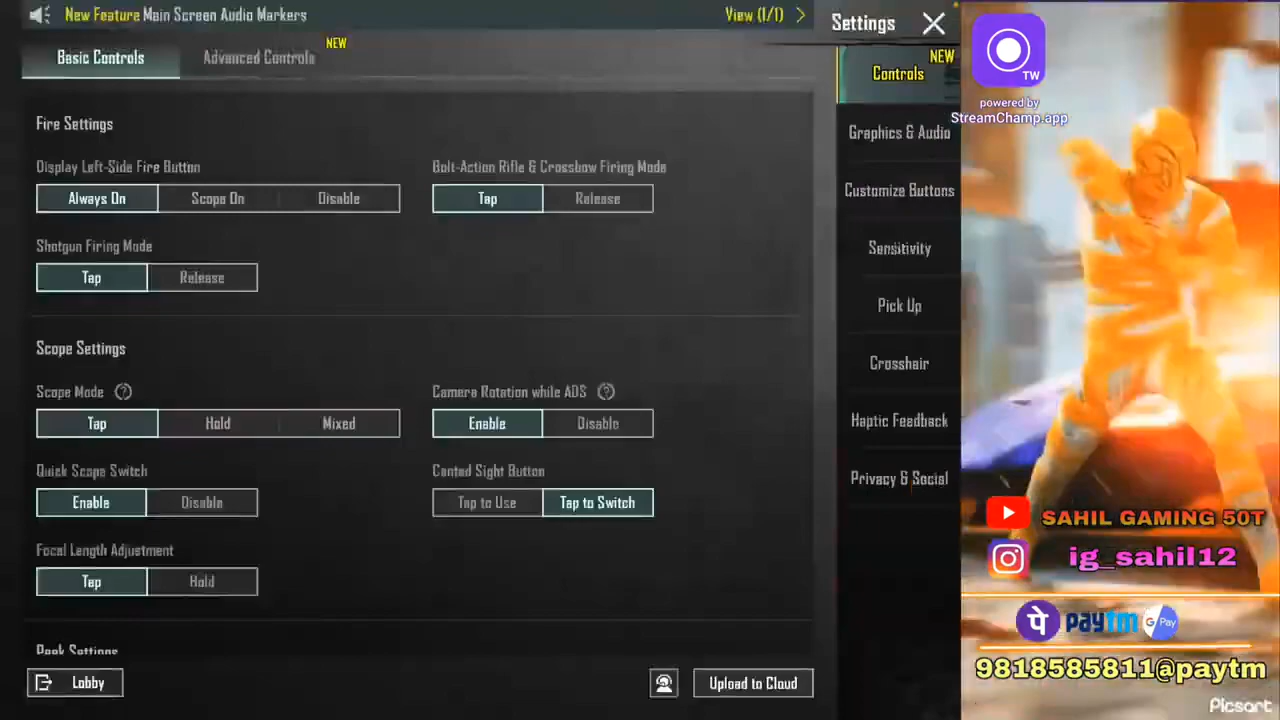 New Feature Main Screen Audio Markers
View (1/1)
Settings
Basic Controls
NEW
Advanced Controls
Fire Settings
Display Left-Side Fire Button
Always On
Scope On
Disable
Bolt-Action Rifle & Crossbow Firing Mode
Tap
Release
Shotgun Firing Mode
Tap
Release
Scope Settings
Scope Mode ?
Tap
Hold
Mixed
Camera Rotation while ADS ?
Enable
Disable
Quick Scope Switch
Enable
Disable
Canted Sight Button
Tap to Use
Tap to Switch
Focal Length Adjustment
Tap
Hold
Peek Settings
Lobby
Upload to Cloud
NEW
Controls
Graphics & Audio
Customize Buttons
Sensitivity
Pick Up
Crosshair
Haptic Feedback
Privacy & Social
TW
powered by
StreamChamp.app
SAHIL GAMING 50T
ig_sahil12
पे paytm G Pay
9818585811@paytm
Picsart